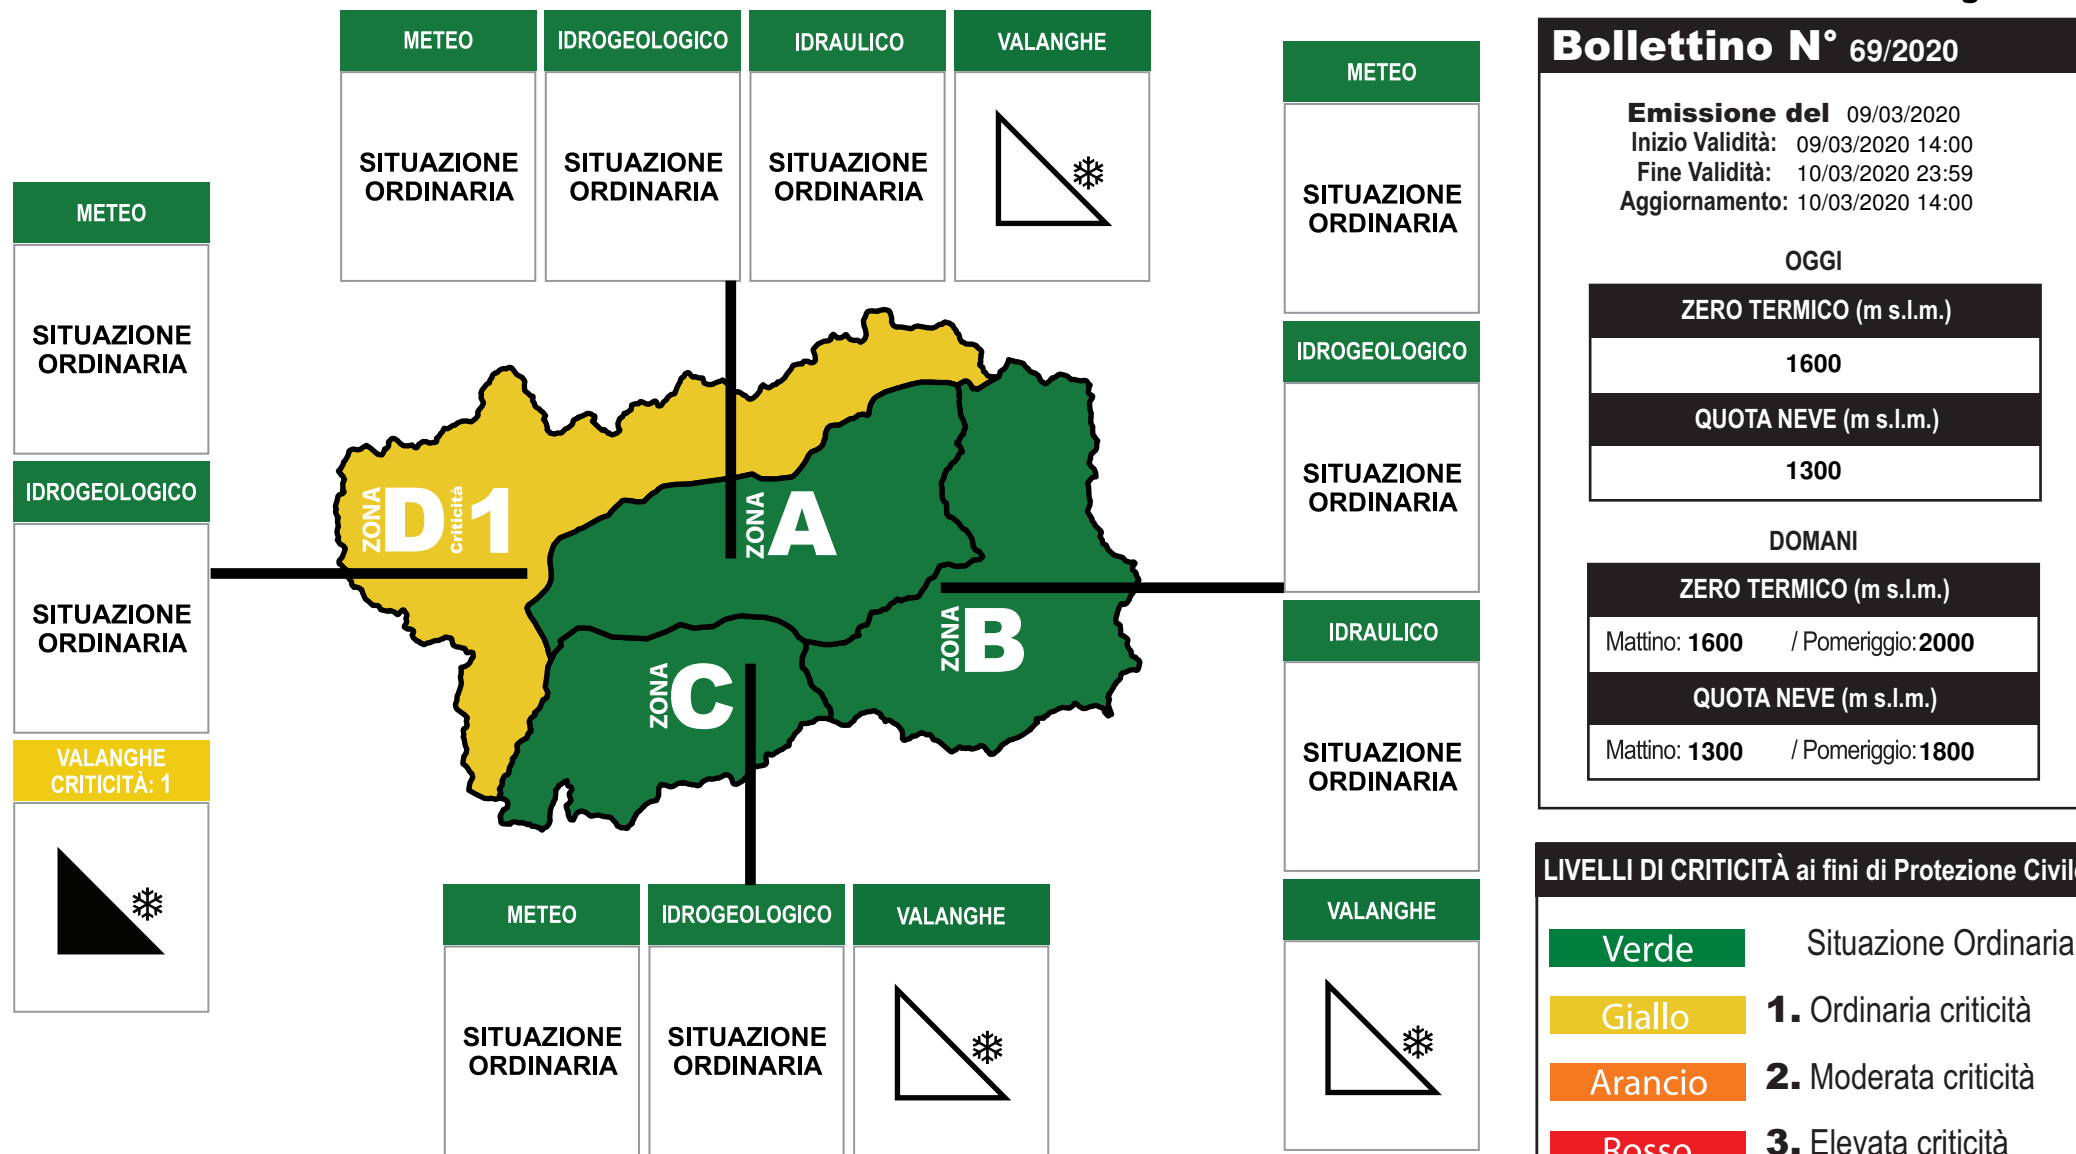 METEO
IDROGEOLOGICO
IDRAULICO
VALANGHE
SITUAZIONE
ORDINARIA
SITUAZIONE
ORDINARIA
SITUAZIONE
ORDINARIA
METEO
SITUAZIONE
ORDINARIA
IDROGEOLOGICO
SITUAZIONE
ORDINARIA
VALANGHE
CRITICITÀ: 1
ZONA D Criticità 1
ZONA A
ZONA B
ZONA C
METEO
IDROGEOLOGICO
VALANGHE
SITUAZIONE
ORDINARIA
SITUAZIONE
ORDINARIA
METEO
SITUAZIONE
ORDINARIA
IDROGEOLOGICO
SITUAZIONE
ORDINARIA
IDRAULICO
SITUAZIONE
ORDINARIA
VALANGHE
Bollettino N° 69/2020
Emissione del 09/03/2020
Inizio Validità: 09/03/2020 14:00
Fine Validità: 10/03/2020 23:59
Aggiornamento: 10/03/2020 14:00
OGGI
ZERO TERMICO (m s.l.m.)
1600
QUOTA NEVE (m s.l.m.)
1300
DOMANI
ZERO TERMICO (m s.l.m.)
Mattino: 1600 / Pomeriggio: 2000
QUOTA NEVE (m s.l.m.)
Mattino: 1300 / Pomeriggio: 1800
LIVELLI DI CRITICITÀ ai fini di Protezione Civile
Verde Situazione Ordinaria
Giallo 1. Ordinaria criticità
Arancio 2. Moderata criticità
Rosso 3. Elevata criticità